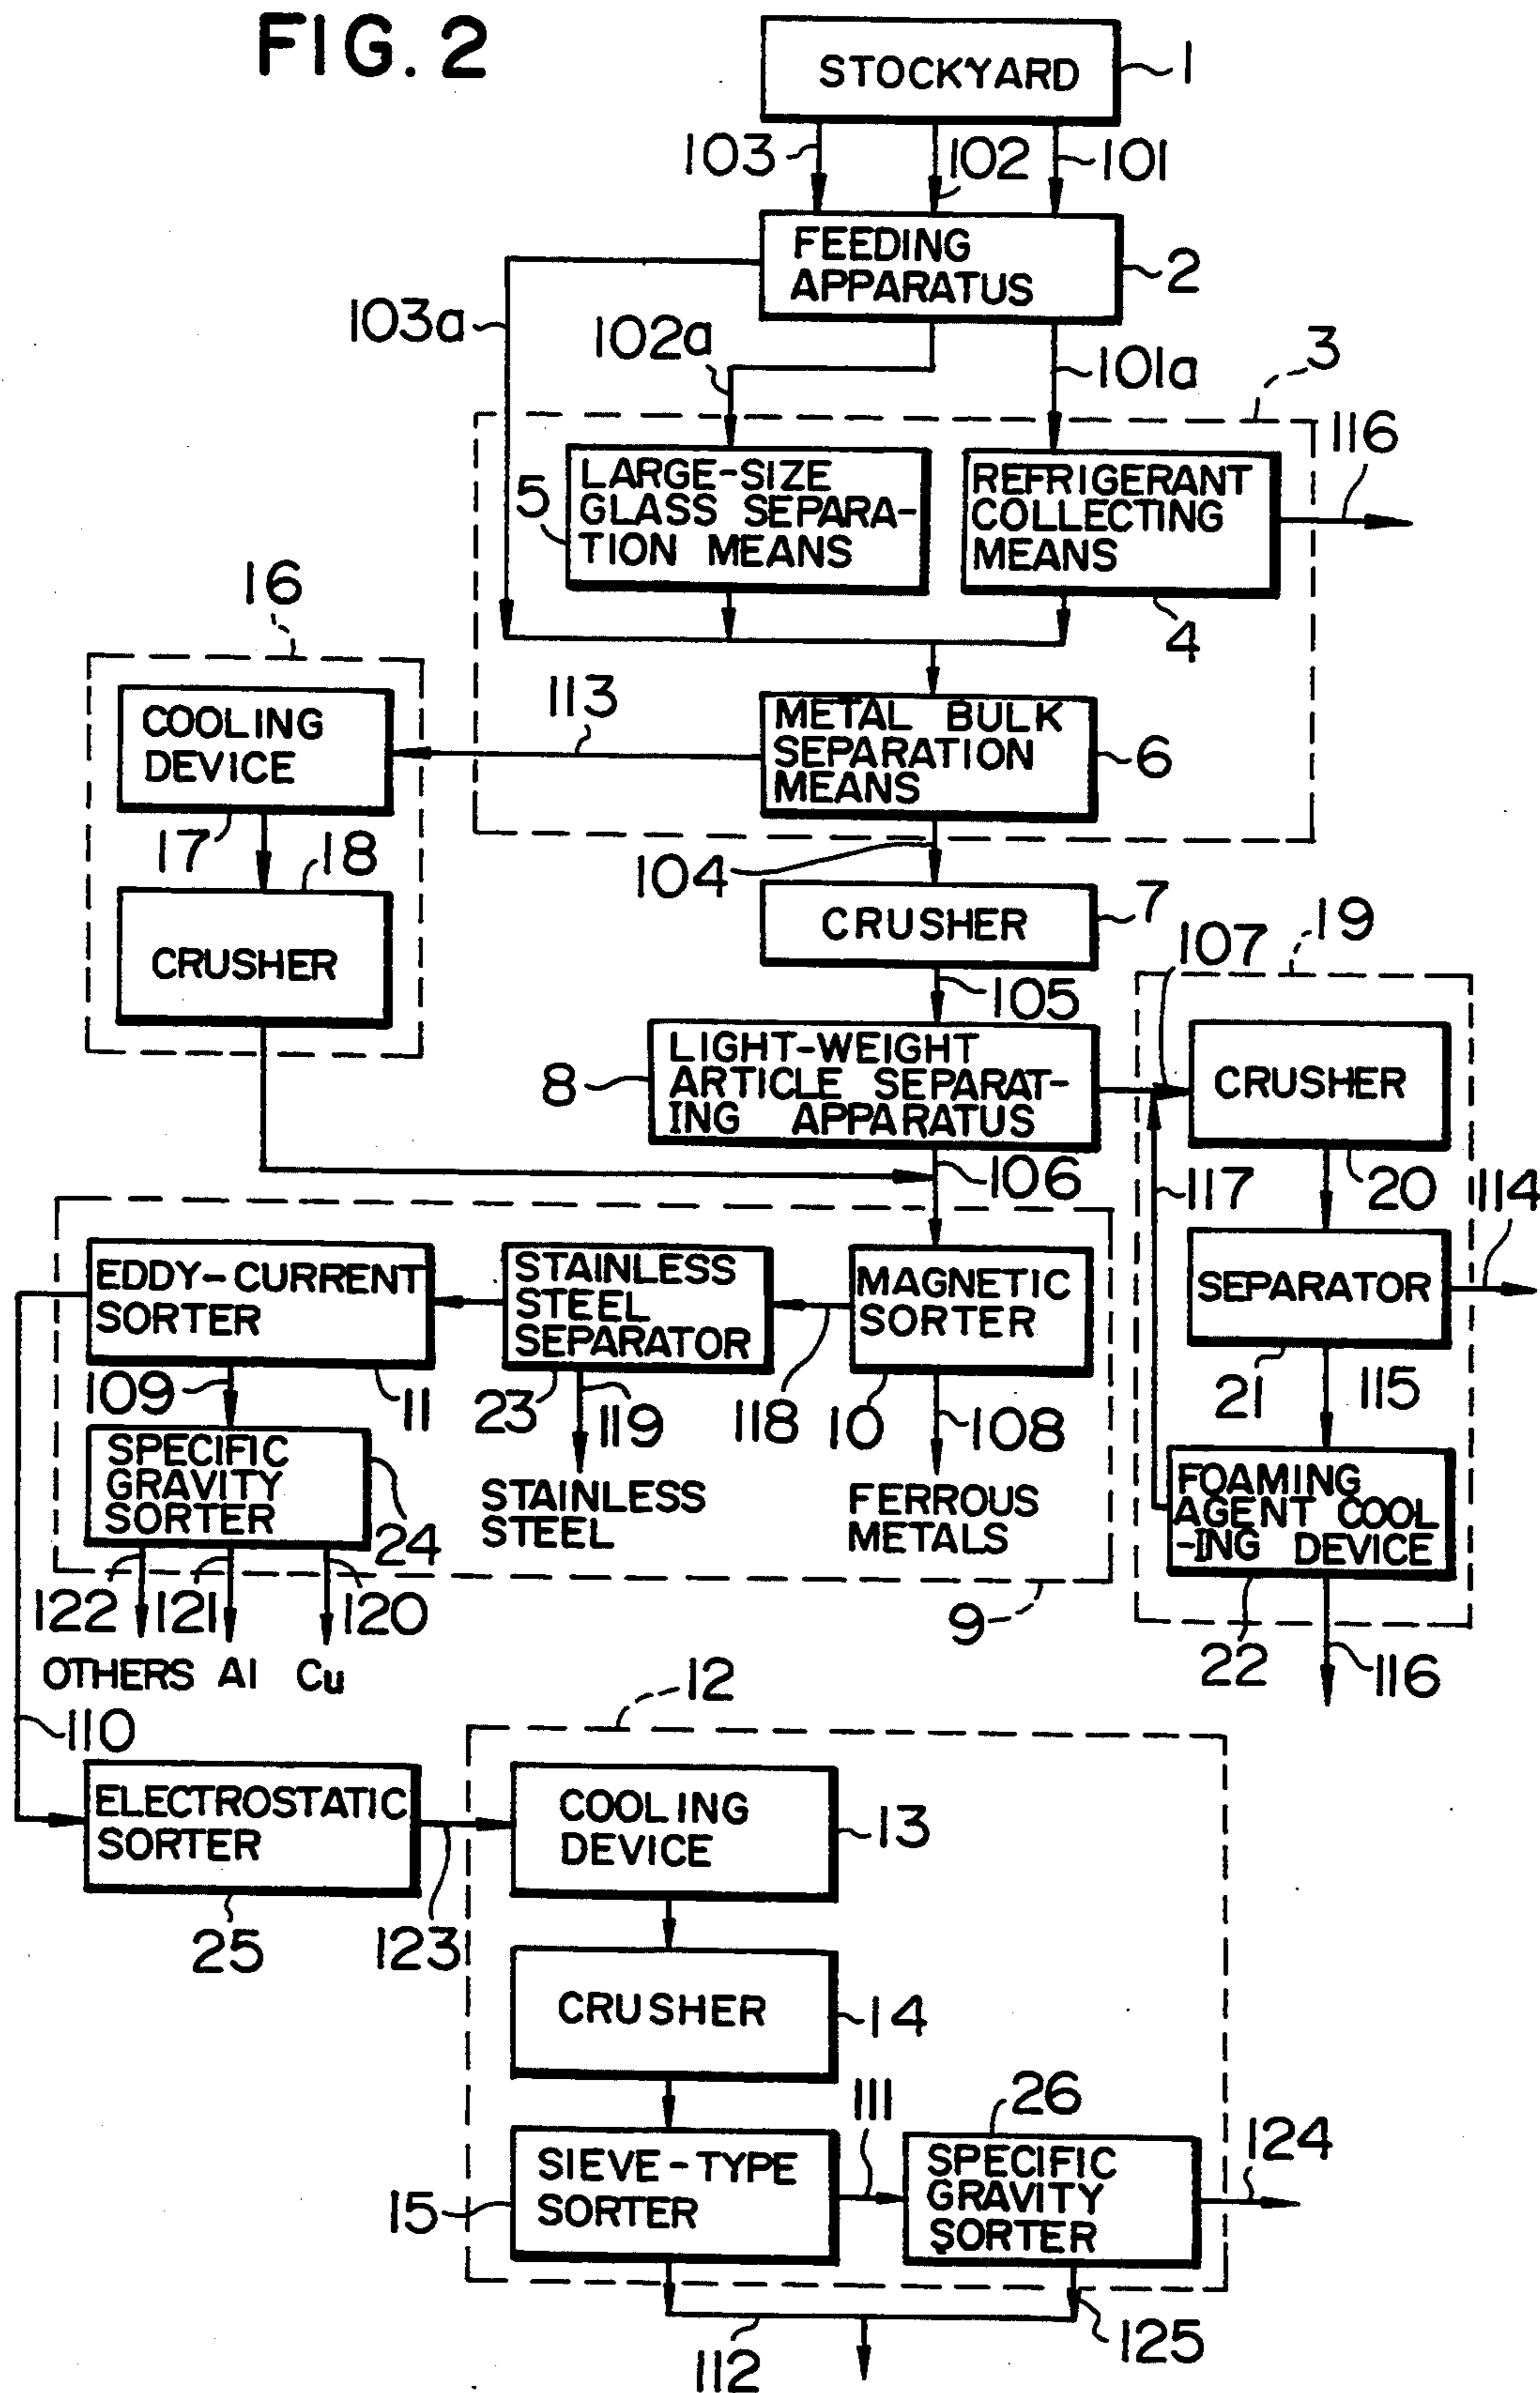 FIG. 2
STOCKYARD
1
103
102
101
FEEDING
APPARATUS
2
103a
102a
101a
3
116
LARGE-SIZE
GLASS SEPARA-
TION MEANS
5
REFRIGERANT
COLLECTING
MEANS
4
16
COOLING
DEVICE
113
METAL BULK
SEPARATION
MEANS
6
17
18
104
CRUSHER
7
CRUSHER
107
19
105
8
LIGHT-WEIGHT
ARTICLE SEPARAT-
ING APPARATUS
CRUSHER
106
117
20
114
EDDY-CURRENT
SORTER
STAINLESS
STEEL
SEPARATOR
MAGNETIC
SORTER
SEPARATOR
109
11
23
119
118
10
108
21
115
SPECIFIC
GRAVITY
SORTER
24
STAINLESS
STEEL
FERROUS
METALS
FOAMING
AGENT COOL
-ING DEVICE
122
121
120
9
22
116
OTHERS
Al
Cu
110
12
ELECTROSTATIC
SORTER
COOLING
DEVICE
13
25
123
CRUSHER
14
111
26
124
15
SIEVE-TYPE
SORTER
SPECIFIC
GRAVITY
SORTER
112
125